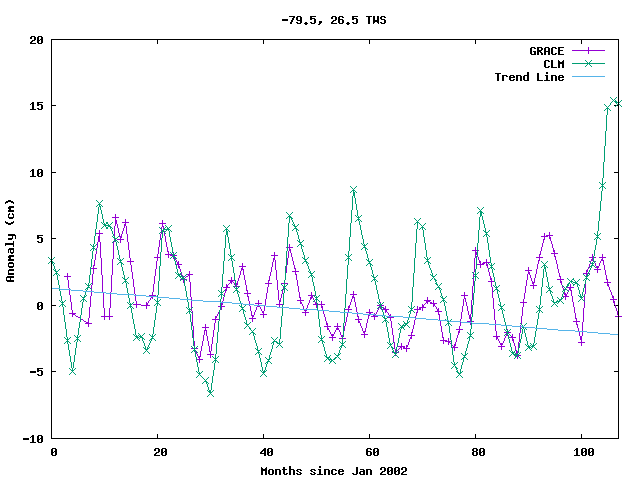 -79.5, 26.5 TWS
GRACE
CLM
Trend Line
20
15
10
5
0
-5
-10
Anomaly (cm)
0 20 40 60 80 100
Months since Jan 2002